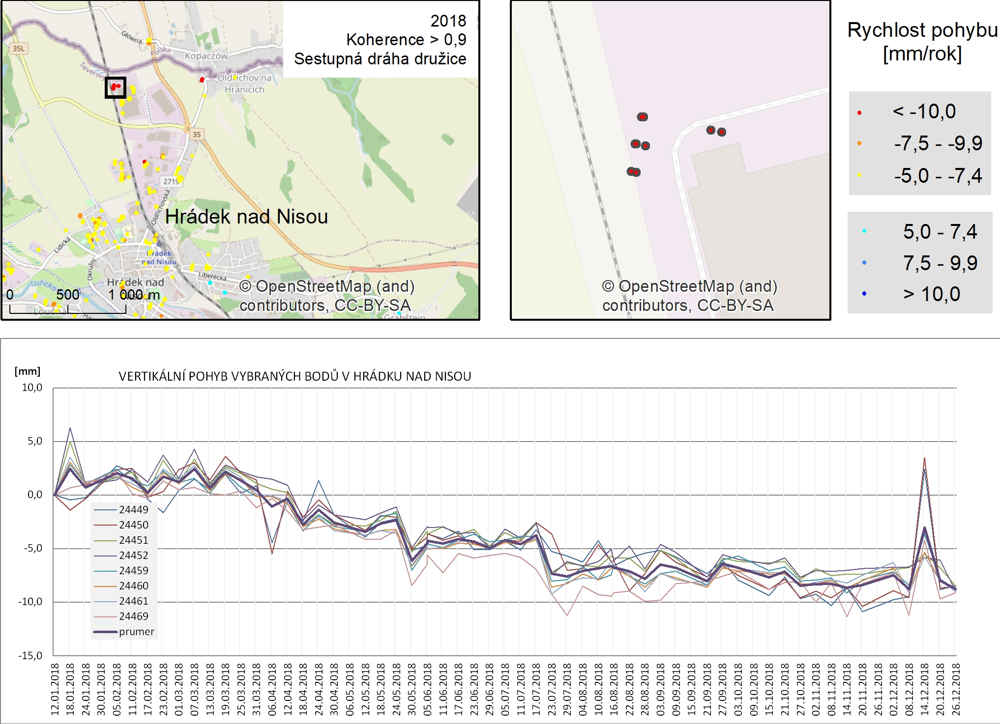 2018
Koherence > 0,9
Sestupná dráha družice
35L
Główna
Polska
Kopaczów
Oldřichov na
Hranicích
35
2719
Oldřichovská
Hrádek nad Nisou
Lidická
Okružní
Hrádek
nad Nisou
Liberecká
Hrádek nad
Nisou
Lužická
Loučná
Grabštejn
0 500 1 000 m
© OpenStreetMap (and)
contributors, CC-BY-SA
© OpenStreetMap (and)
contributors, CC-BY-SA
Rychlost pohybu
[mm/rok]
< -10,0
-7,5 - -9,9
-5,0 - -7,4
5,0 - 7,4
7,5 - 9,9
> 10,0
[mm]
VERTIKÁLNÍ POHYB VYBRANÝCH BODŮ V HRÁDKU NAD NISOU
10,0
5,0
0,0
-5,0
-10,0
-15,0
24449
24450
24451
24452
24459
24460
24461
24469
prumer
12.01.2018
18.01.2018
24.01.2018
30.01.2018
05.02.2018
11.02.2018
17.02.2018
23.02.2018
01.03.2018
07.03.2018
13.03.2018
19.03.2018
25.03.2018
31.03.2018
06.04.2018
12.04.2018
18.04.2018
24.04.2018
30.04.2018
06.05.2018
12.05.2018
18.05.2018
24.05.2018
30.05.2018
05.06.2018
11.06.2018
17.06.2018
23.06.2018
29.06.2018
05.07.2018
11.07.2018
17.07.2018
23.07.2018
29.07.2018
04.08.2018
10.08.2018
16.08.2018
22.08.2018
28.08.2018
03.09.2018
09.09.2018
15.09.2018
21.09.2018
27.09.2018
03.10.2018
09.10.2018
15.10.2018
21.10.2018
27.10.2018
02.11.2018
08.11.2018
14.11.2018
20.11.2018
26.11.2018
02.12.2018
08.12.2018
14.12.2018
20.12.2018
26.12.2018